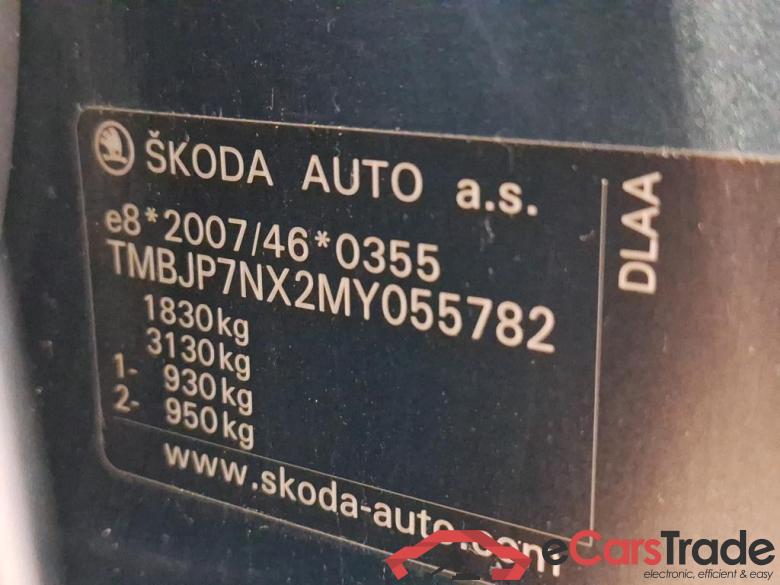 ŠKODA AUTO a.s.
e8*2007/46*0355
TMBJP7NX2MY055782
1830kg
3130kg
1- 930kg
2- 950kg
www.skoda-auto.com
DLAA
eCarsTrade
electronic, efficient & easy